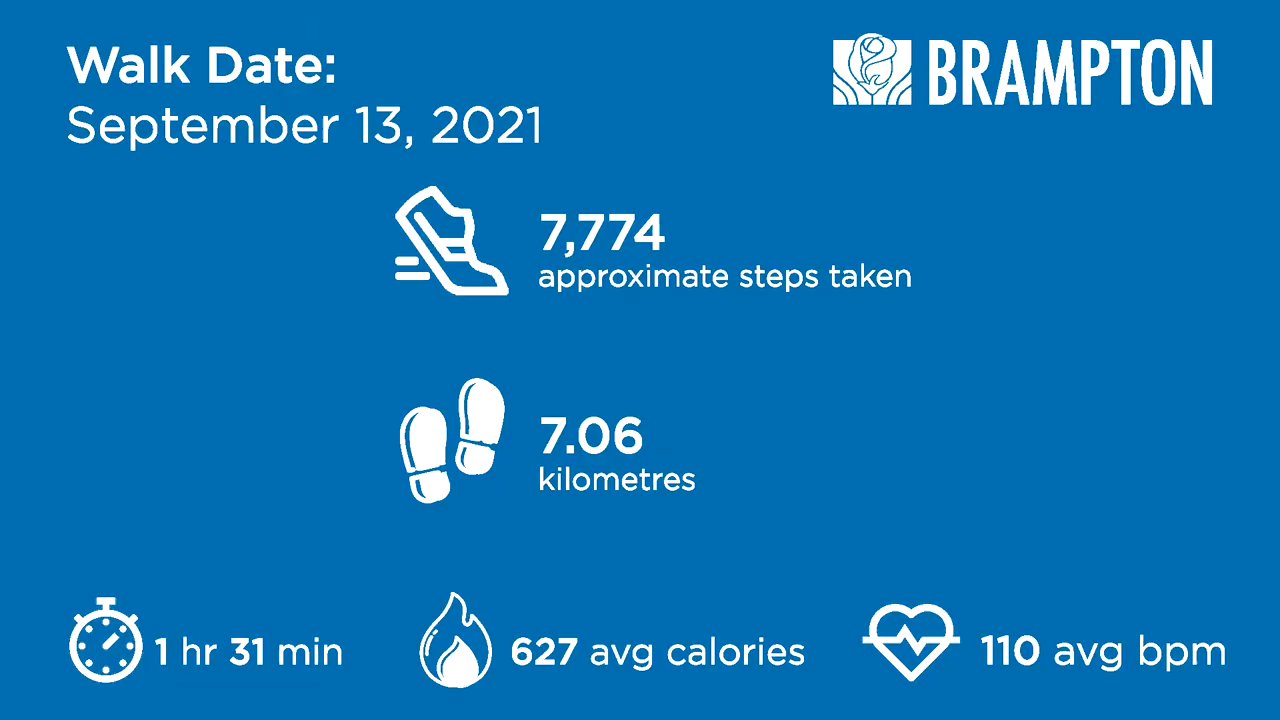 Walk Date:
September 13, 2021
BRAMPTON
7,774
approximate steps taken
7.06
kilometres
1 hr 31 min
627 avg calories
110 avg bpm